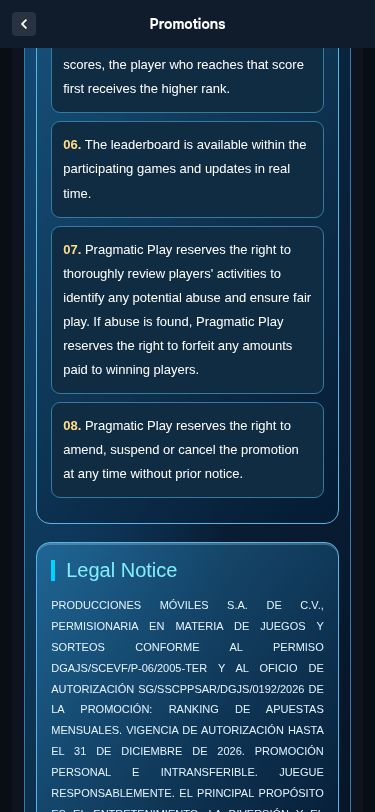 Promotions
scores, the player who reaches that score
first receives the higher rank.
06. The leaderboard is available within the
participating games and updates in real
time.
07. Pragmatic Play reserves the right to
thoroughly review players' activities to
identify any potential abuse and ensure fair
play. If abuse is found, Pragmatic Play
reserves the right to forfeit any amounts
paid to winning players.
08. Pragmatic Play reserves the right to
amend, suspend or cancel the promotion
at any time without prior notice.
Legal Notice
PRODUCCIONES MÓVILES S.A. DE C.V.,
PERMISIONARIA EN MATERIA DE JUEGOS Y
SORTEOS CONFORME AL PERMISO
DGAJS/SCEVF/P-06/2005-TER Y AL OFICIO DE
AUTORIZACIÓN SG/SSCPPSAR/DGJS/0192/2026 DE
LA PROMOCIÓN: RANKING DE APUESTAS
MENSUALES. VIGENCIA DE AUTORIZACIÓN HASTA
EL 31 DE DICIEMBRE DE 2026. PROMOCIÓN
PERSONAL E INTRANSFERIBLE. JUEGUE
RESPONSABLEMENTE. EL PRINCIPAL PROPÓSITO
ES EL ENTRETENIMIENTO, LA DIVERSIÓN Y EL